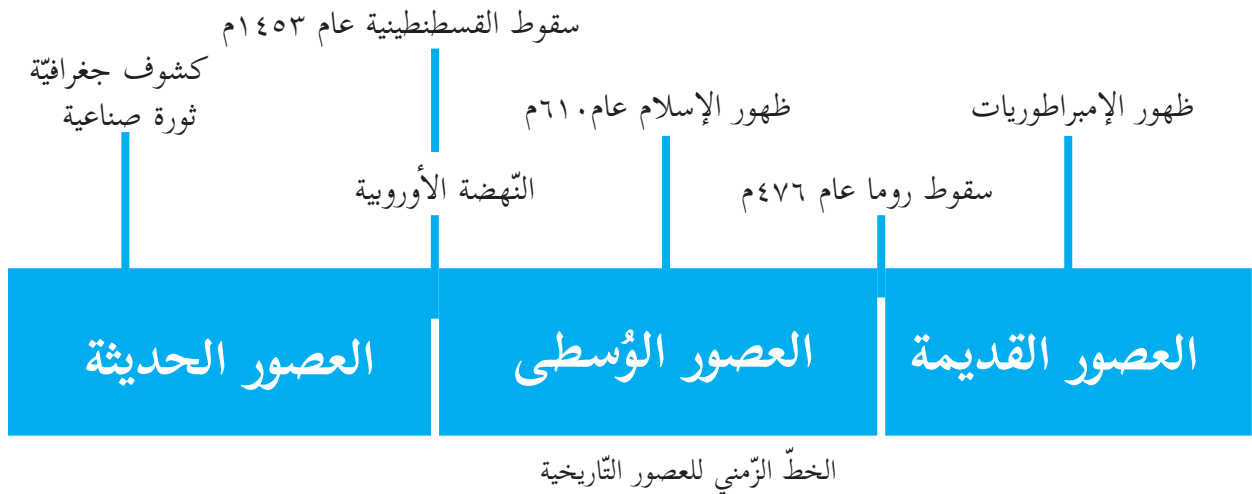 سقوط القسطنطينية عام ١٤٥٣م
كشوف جغرافيّة
ثورة صناعية
ظهور الإسلام عام٦١٠م
ظهور الإمبراطوريات
النّهضة الأوروبية
سقوط روما عام ٤٧٦م
العصور القديمة
العصور الوُسطى
العصور الحديثة
الخطّ الزّمني للعصور التّاريخية